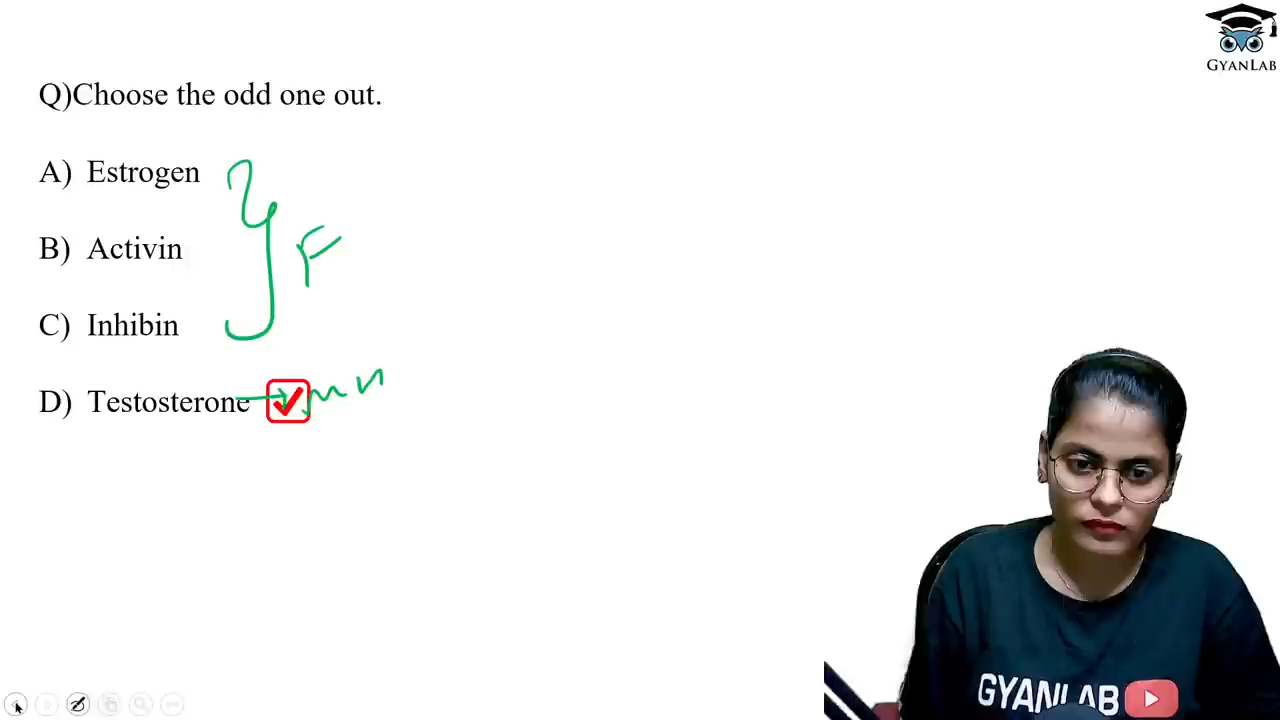 GYANLAB
Q)Choose the odd one out.
A) Estrogen
B) Activin
F
C) Inhibin
D) Testosterone
GYANLAB